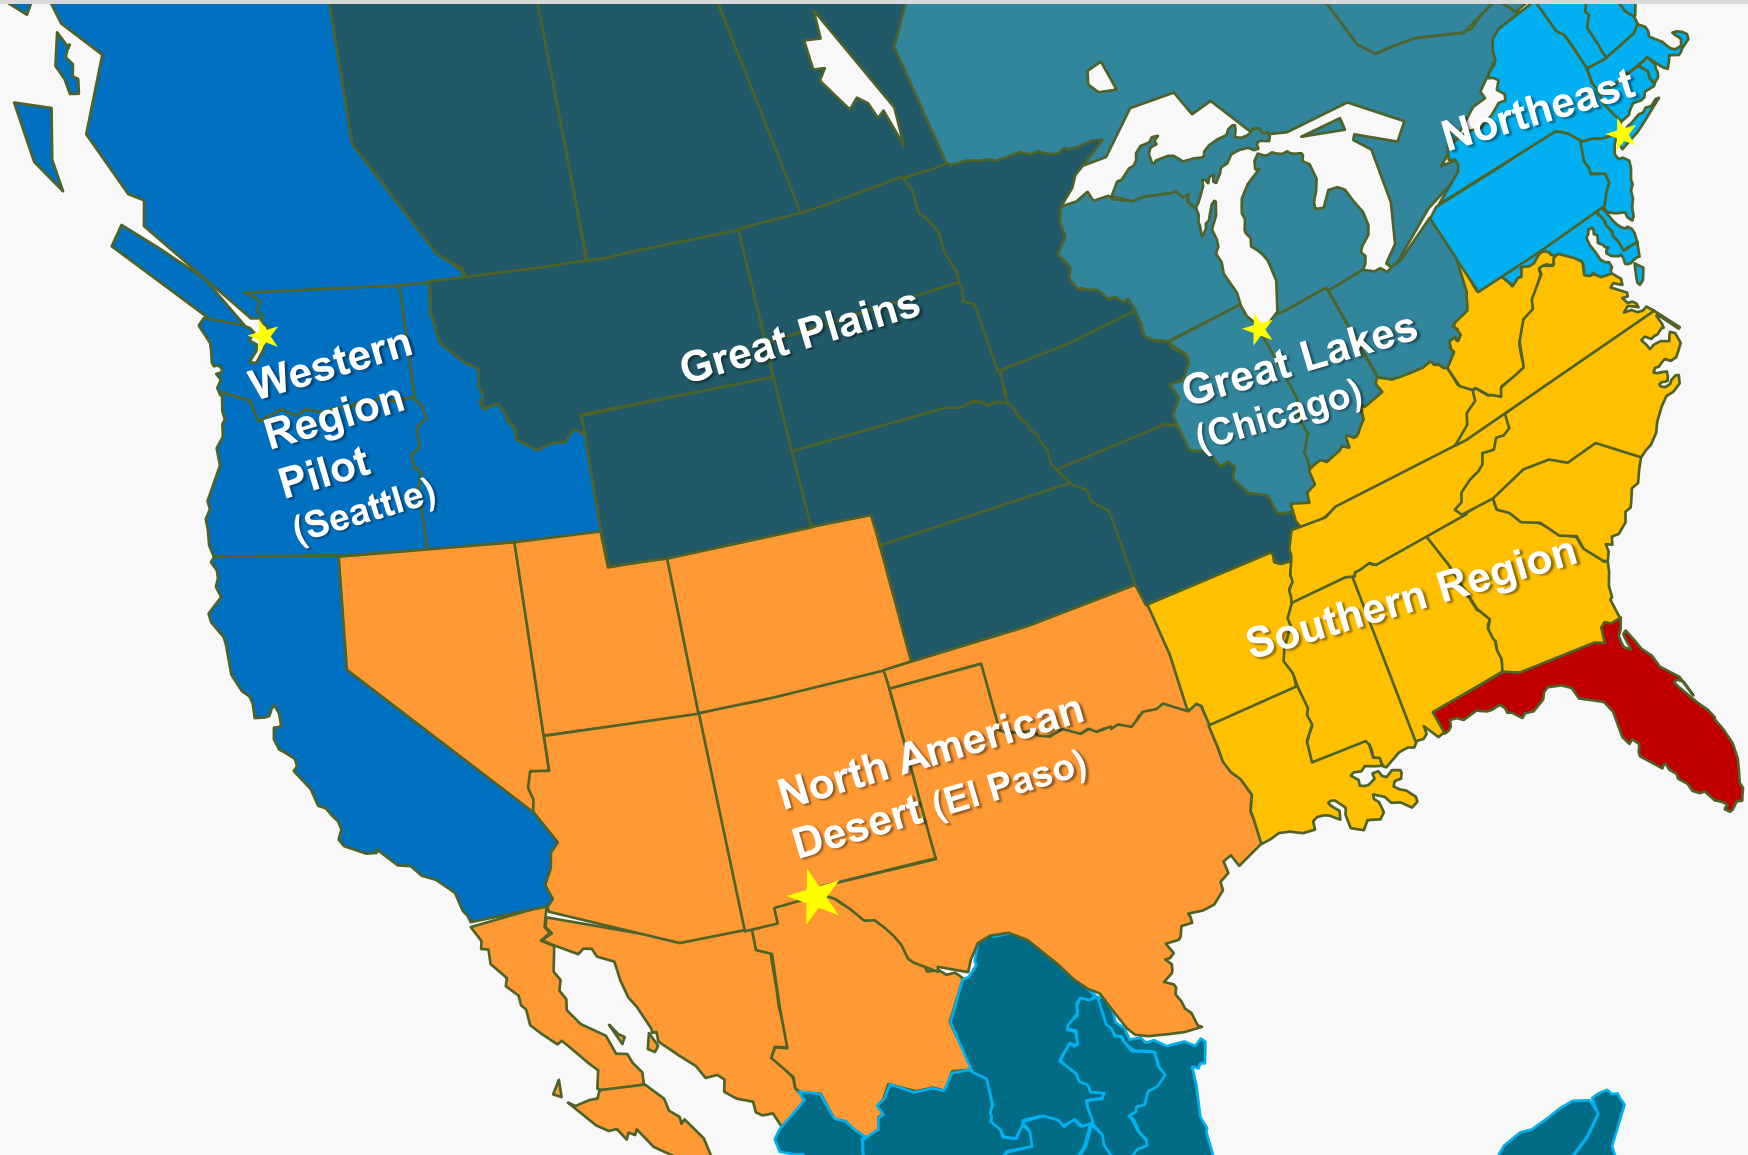 Northeast
Great Plains
Western
Region
Pilot
(Seattle)
Great Lakes
(Chicago)
Southern Region
North American
Desert (El Paso)